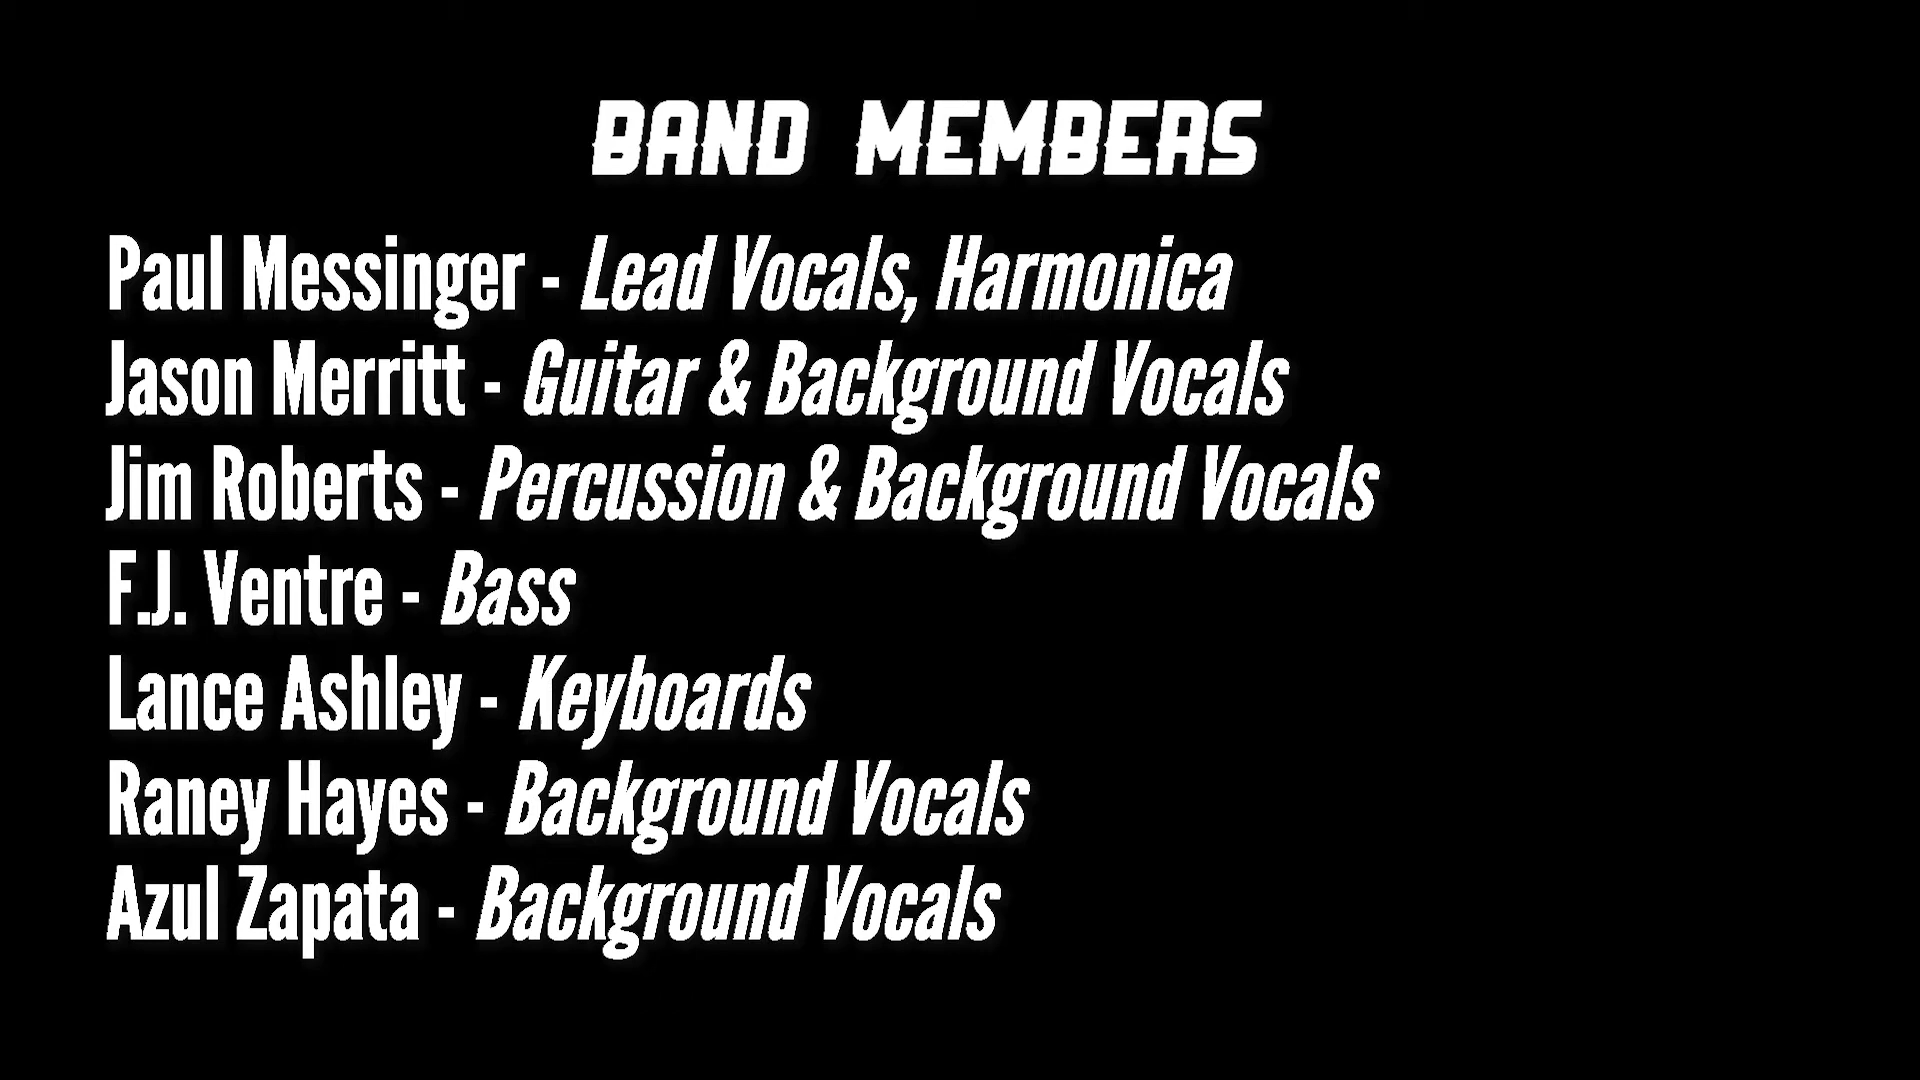 BAND MEMBERS
Paul Messinger - Lead Vocals, Harmonica
Jason Merritt - Guitar & Background Vocals
Jim Roberts - Percussion & Background Vocals
F.J. Ventre - Bass
Lance Ashley - Keyboards
Raney Hayes - Background Vocals
Azul Zapata - Background Vocals